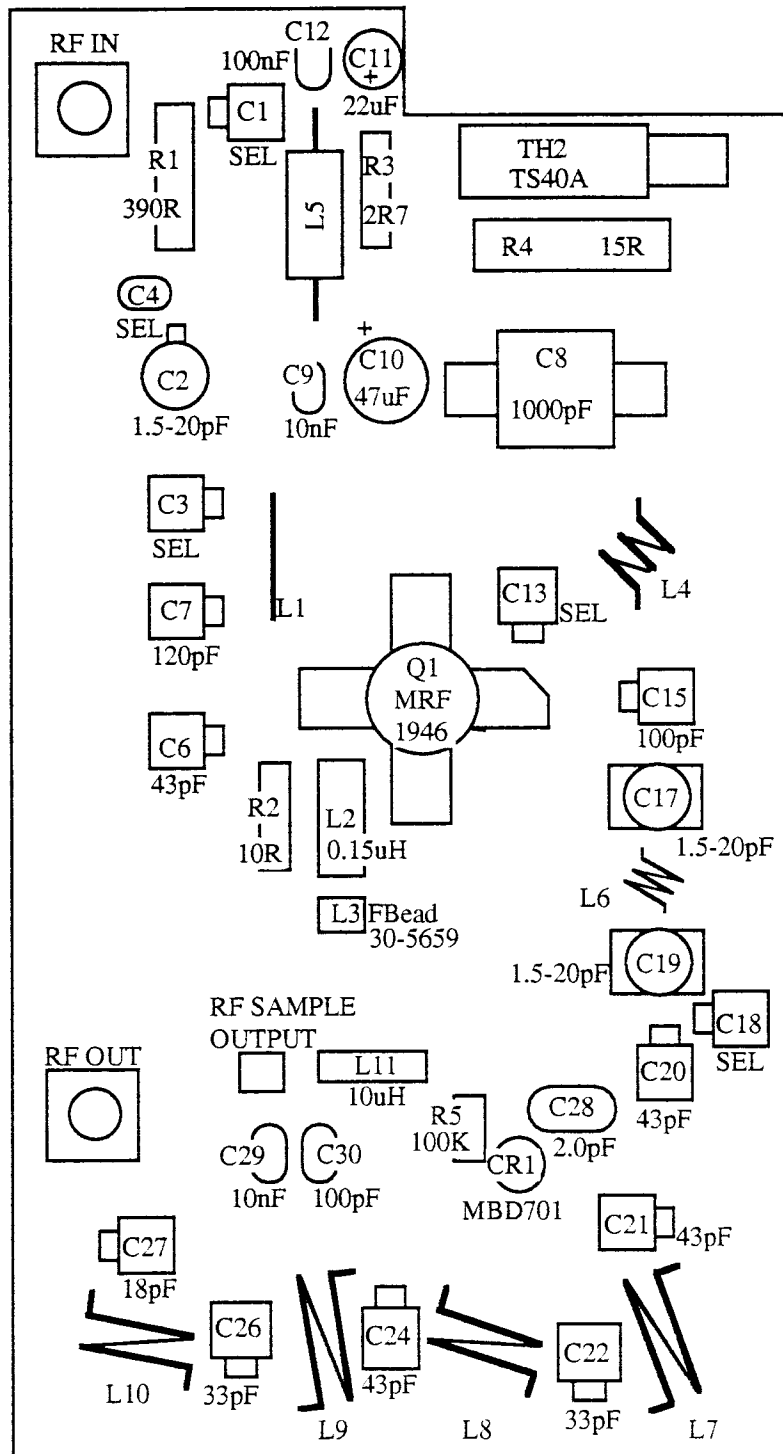 RF IN
C12
100nF
C11
+
22uF
C1
SEL
R1
390R
L5
R3
2R7
TH2
TS40A
R4 15R
C4
SEL
C2
1.5-20pF
C9
10nF
+
C10
47uF
C8
1000pF
C3
SEL
L1
C7
120pF
C13
SEL
L4
Q1
MRF
1946
C15
100pF
C6
43pF
R2
10R
L2
0.15uH
C17
1.5-20pF
L6
L3 FBead
30-5659
1.5-20pF
C19
C18
SEL
RF SAMPLE
OUTPUT
RF OUT
L11
10uH
C20
43pF
R5
100K
C28
2.0pF
C29
10nF
C30
100pF
CR1
MBD701
C21
43pF
C27
18pF
C26
33pF
C24
43pF
C22
33pF
L10
L9
L8
L7